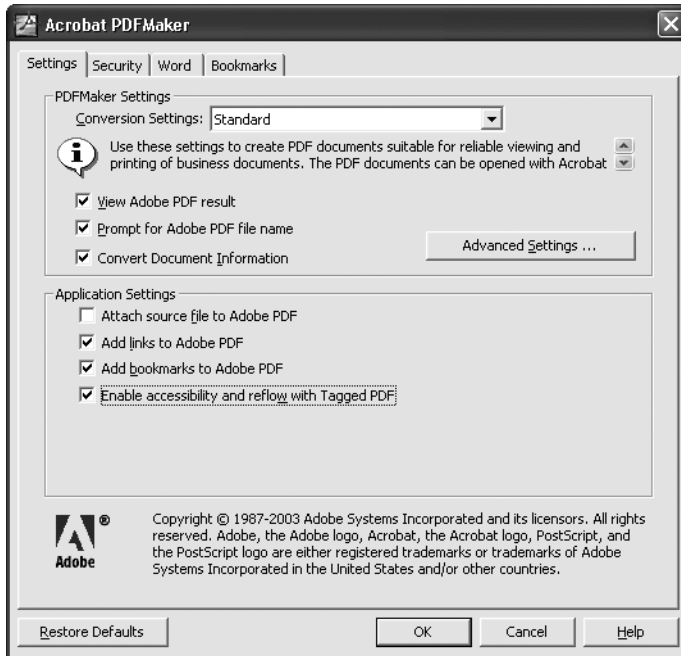 Acrobat PDFMaker
Settings Security Word Bookmarks
PDFMaker Settings
Conversion Settings: Standard
Use these settings to create PDF documents suitable for reliable viewing and
printing of business documents. The PDF documents can be opened with Acrobat
View Adobe PDF result
Prompt for Adobe PDF file name
Advanced Settings ...
Convert Document Information
Application Settings
Attach source file to Adobe PDF
Add links to Adobe PDF
Add bookmarks to Adobe PDF
Enable accessibility and reflow with Tagged PDF
Adobe ®
Copyright © 1987-2003 Adobe Systems Incorporated and its licensors. All rights
reserved. Adobe, the Adobe logo, Acrobat, the Acrobat logo, PostScript, and
the PostScript logo are either registered trademarks or trademarks of Adobe
Systems Incorporated in the United States and/or other countries.
Restore Defaults OK Cancel Help